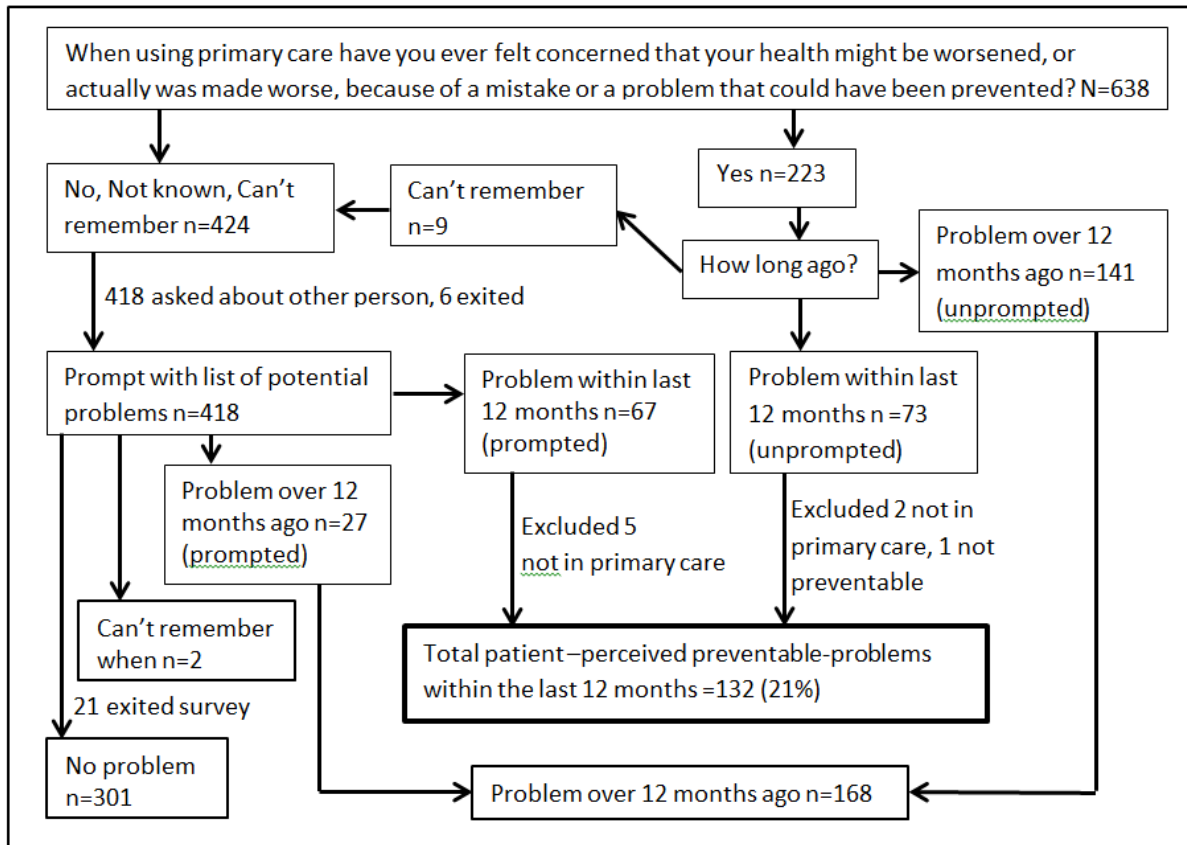 When using primary care have you ever felt concerned that your health might be worsened, or
actually was made worse, because of a mistake or a problem that could have been prevented? N=638
No, Not known, Can't
remember n=424
Can't remember
n=9
Yes n=223
How long ago?
Problem over 12
months ago n=141
(unprompted)
418 asked about other person, 6 exited
Prompt with list of potential
problems n=418
Problem within last
12 months n=67
(prompted)
Problem within last
12 months n =73
(unprompted)
Problem over 12
months ago n=27
(prompted)
Excluded 5
not in primary care
Excluded 2 not in
primary care, 1 not
preventable
Can't remember
when n=2
Total patient–perceived preventable-problems
within the last 12 months =132 (21%)
21 exited survey
No problem
n=301
Problem over 12 months ago n=168